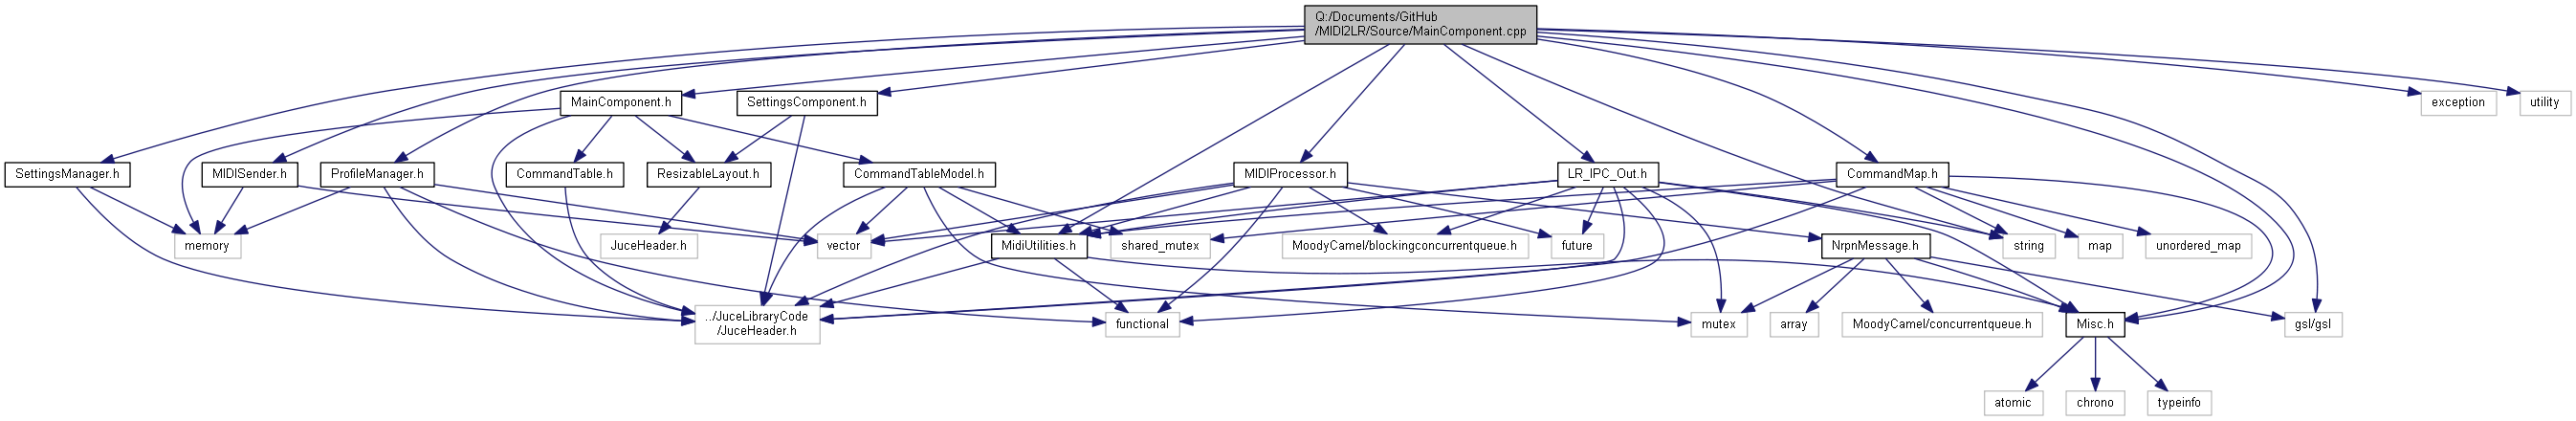 Q:/Documents/GitHub
/MIDI2LR/Source/MainComponent.cpp
MainComponent.h
SettingsComponent.h
exception
utility
SettingsManager.h
MIDISender.h
ProfileManager.h
CommandTable.h
ResizableLayout.h
CommandTableModel.h
MIDIProcessor.h
LR_IPC_Out.h
CommandMap.h
memory
JuceHeader.h
vector
MidiUtilities.h
shared_mutex
MoodyCamel/blockingconcurrentqueue.h
future
NrpnMessage.h
string
map
unordered_map
../JuceLibraryCode
/JuceHeader.h
functional
mutex
array
MoodyCamel/concurrentqueue.h
Misc.h
gsl/gsl
atomic
chrono
typeinfo